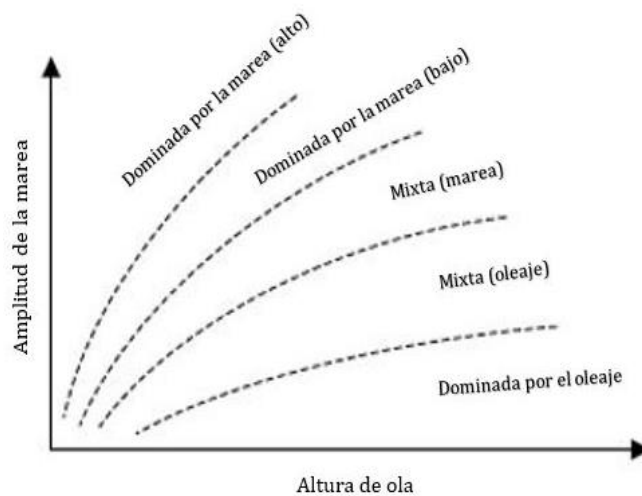 Dominada por la marea (alto)
Dominada por la marea (bajo)
Mixta (marea)
Mixta (oleaje)
Dominada por el oleaje
Amplitud de la marea
Altura de ola